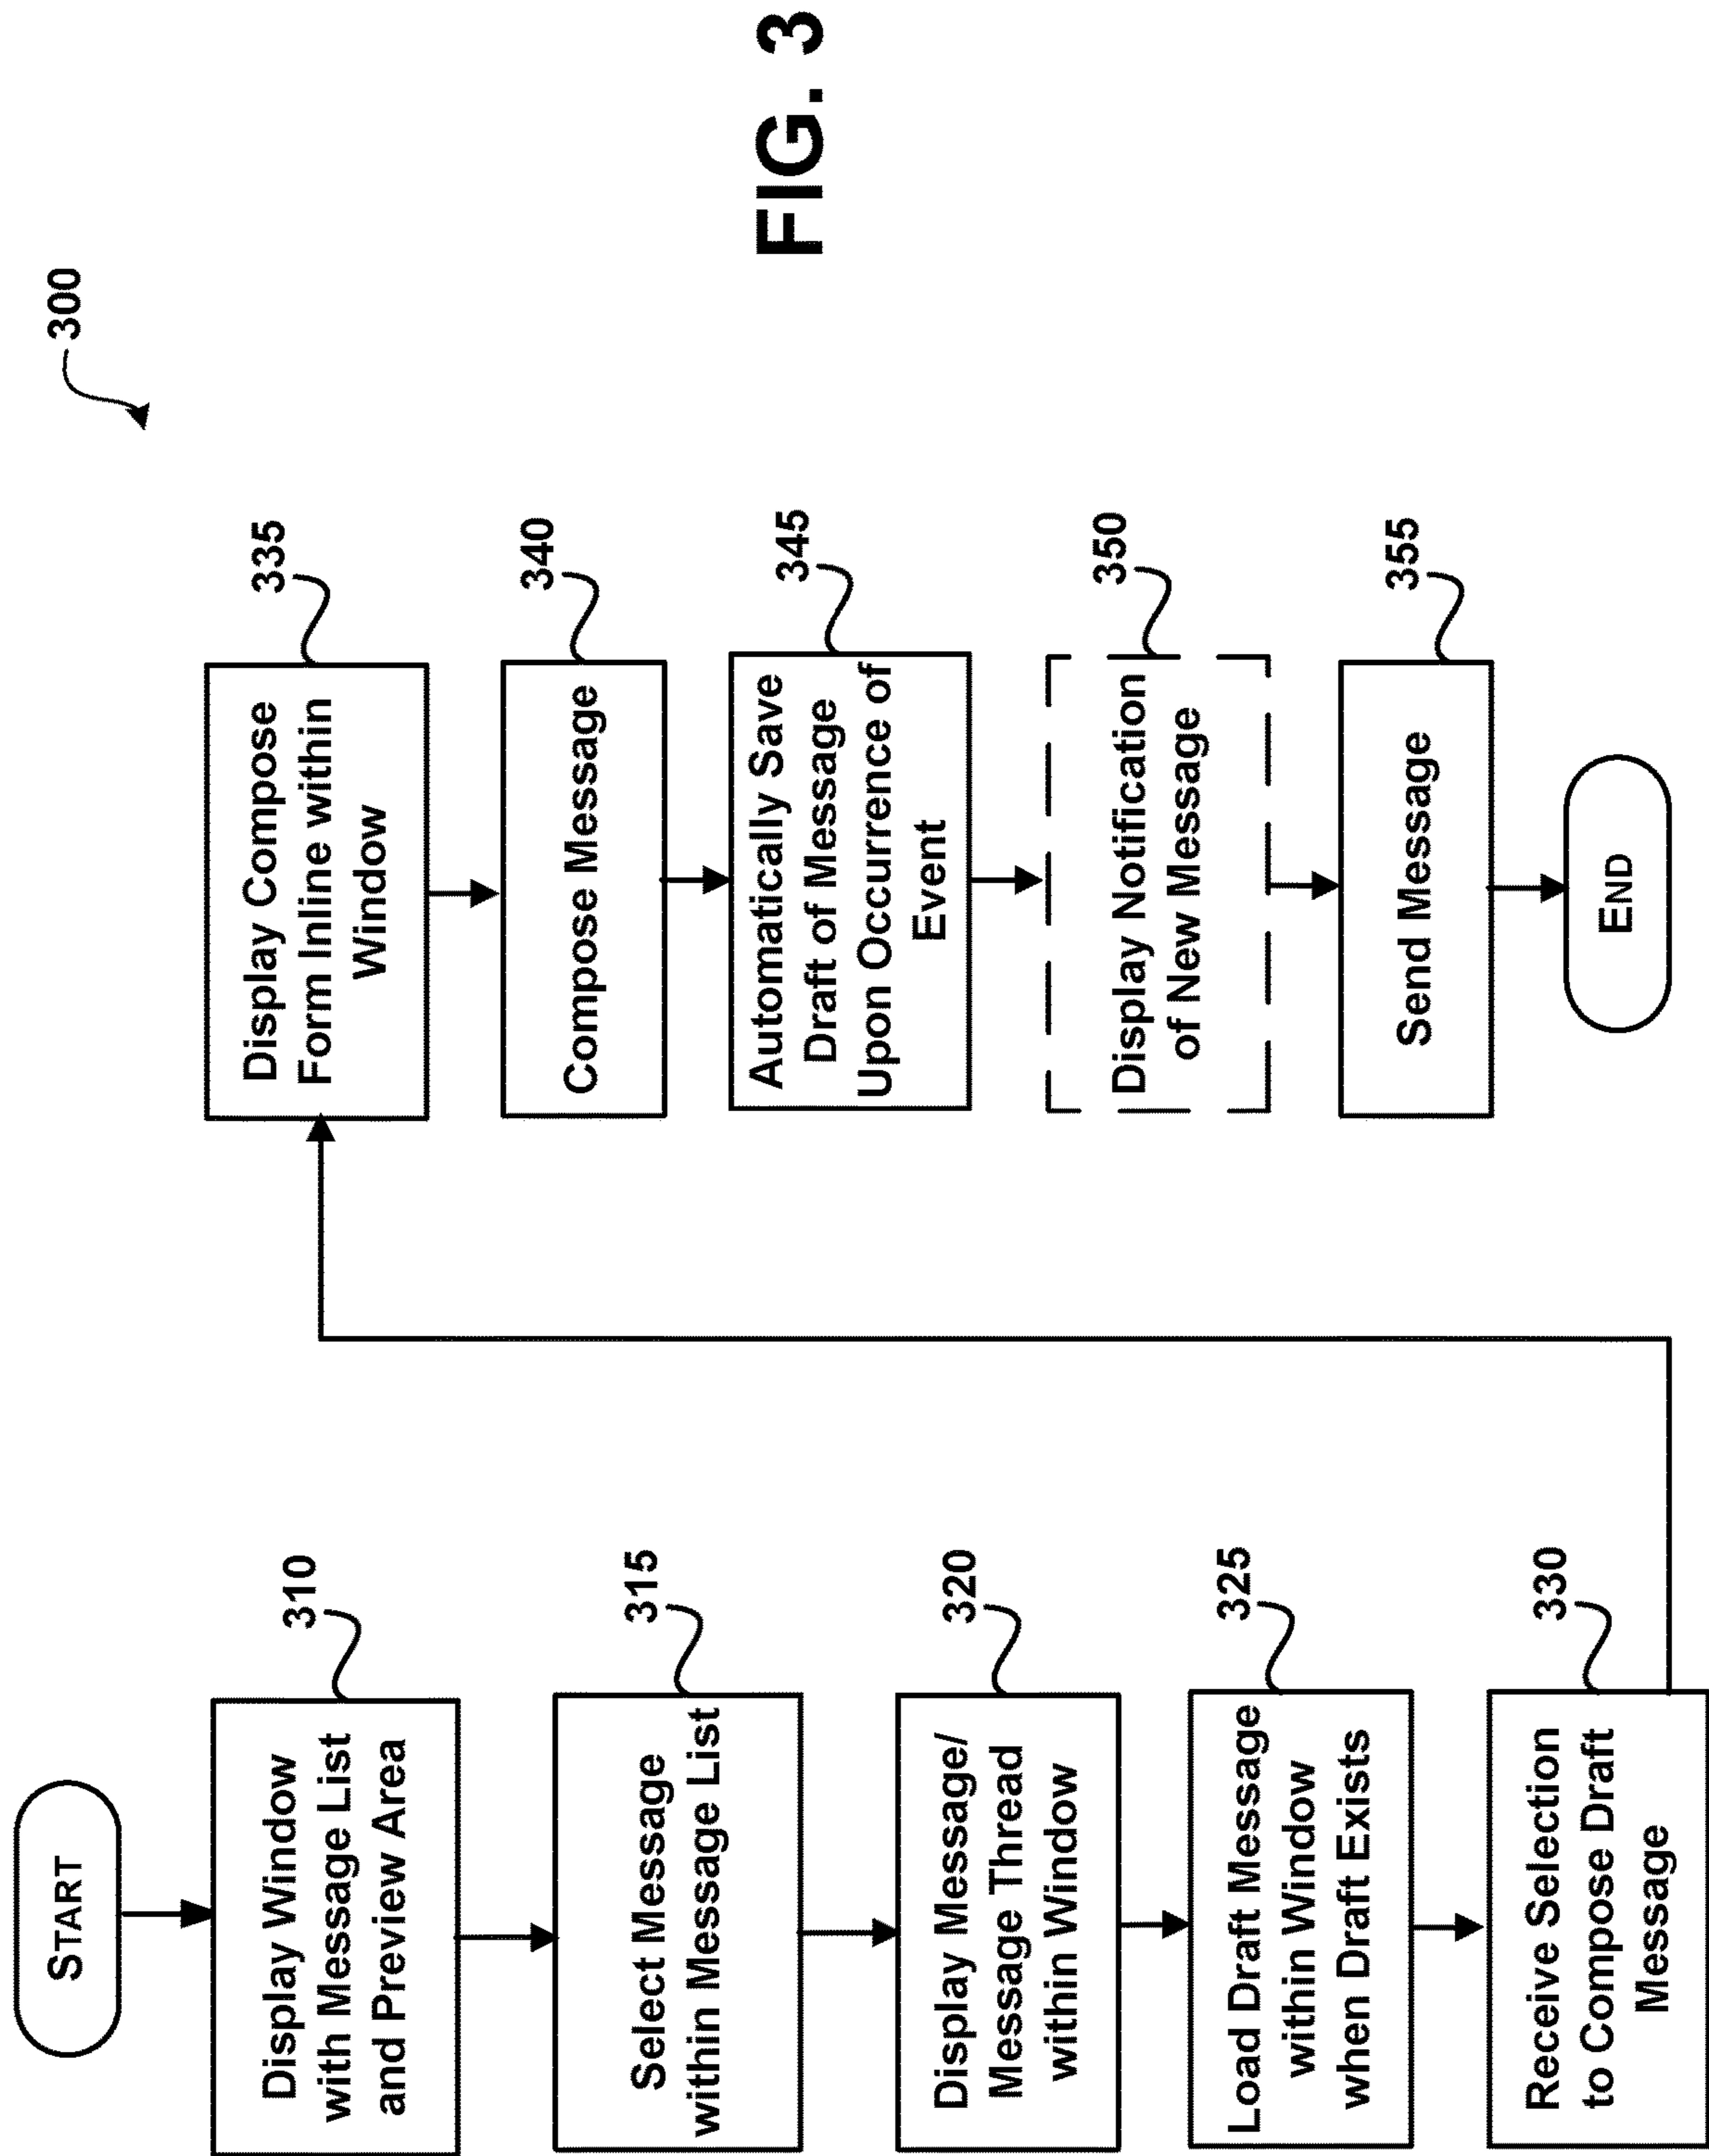 300
START
Display Window
with Message List
and Preview Area
310
Select Message
within Message List
315
Display Message/
Message Thread
within Window
320
Load Draft Message
within Window
when Draft Exists
325
Receive Selection
to Compose Draft
Message
330
Display Compose
Form Inline within
Window
335
Compose Message
340
Automatically Save
Draft of Message
Upon Occurrence of
Event
345
Display Notification
of New Message
350
Send Message
355
END
FIG. 3